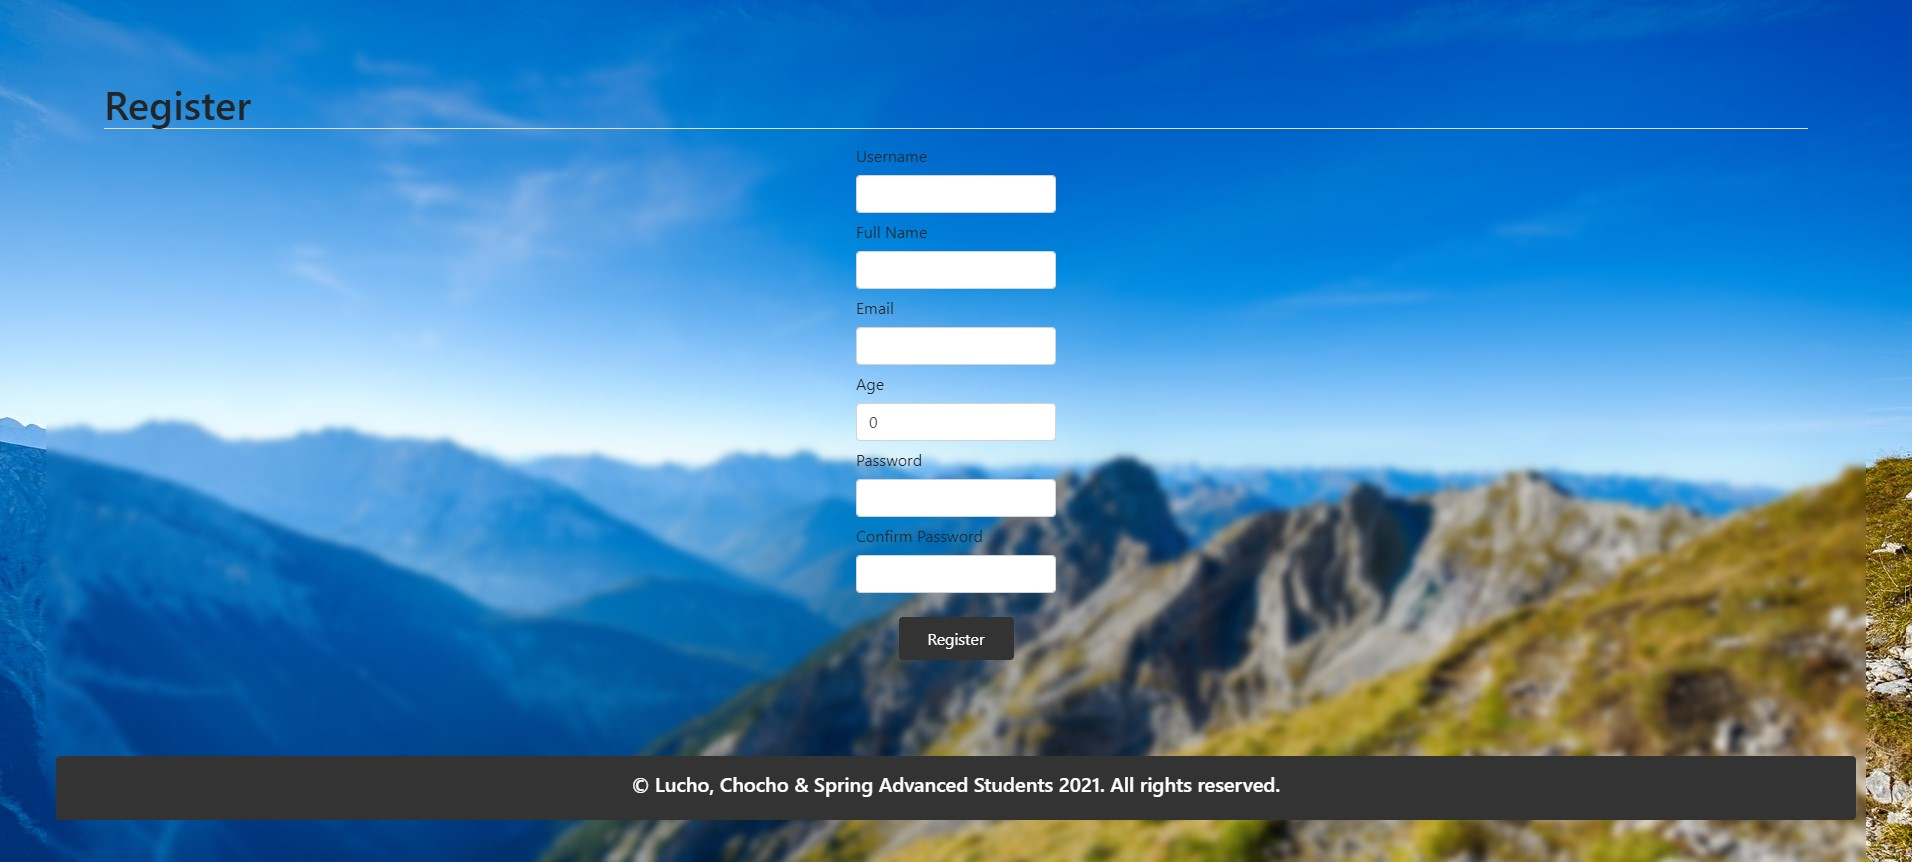 Register
Username
Full Name
Email
Age
0
Password
Confirm Password
Register
© Lucho, Chocho & Spring Advanced Students 2021. All rights reserved.